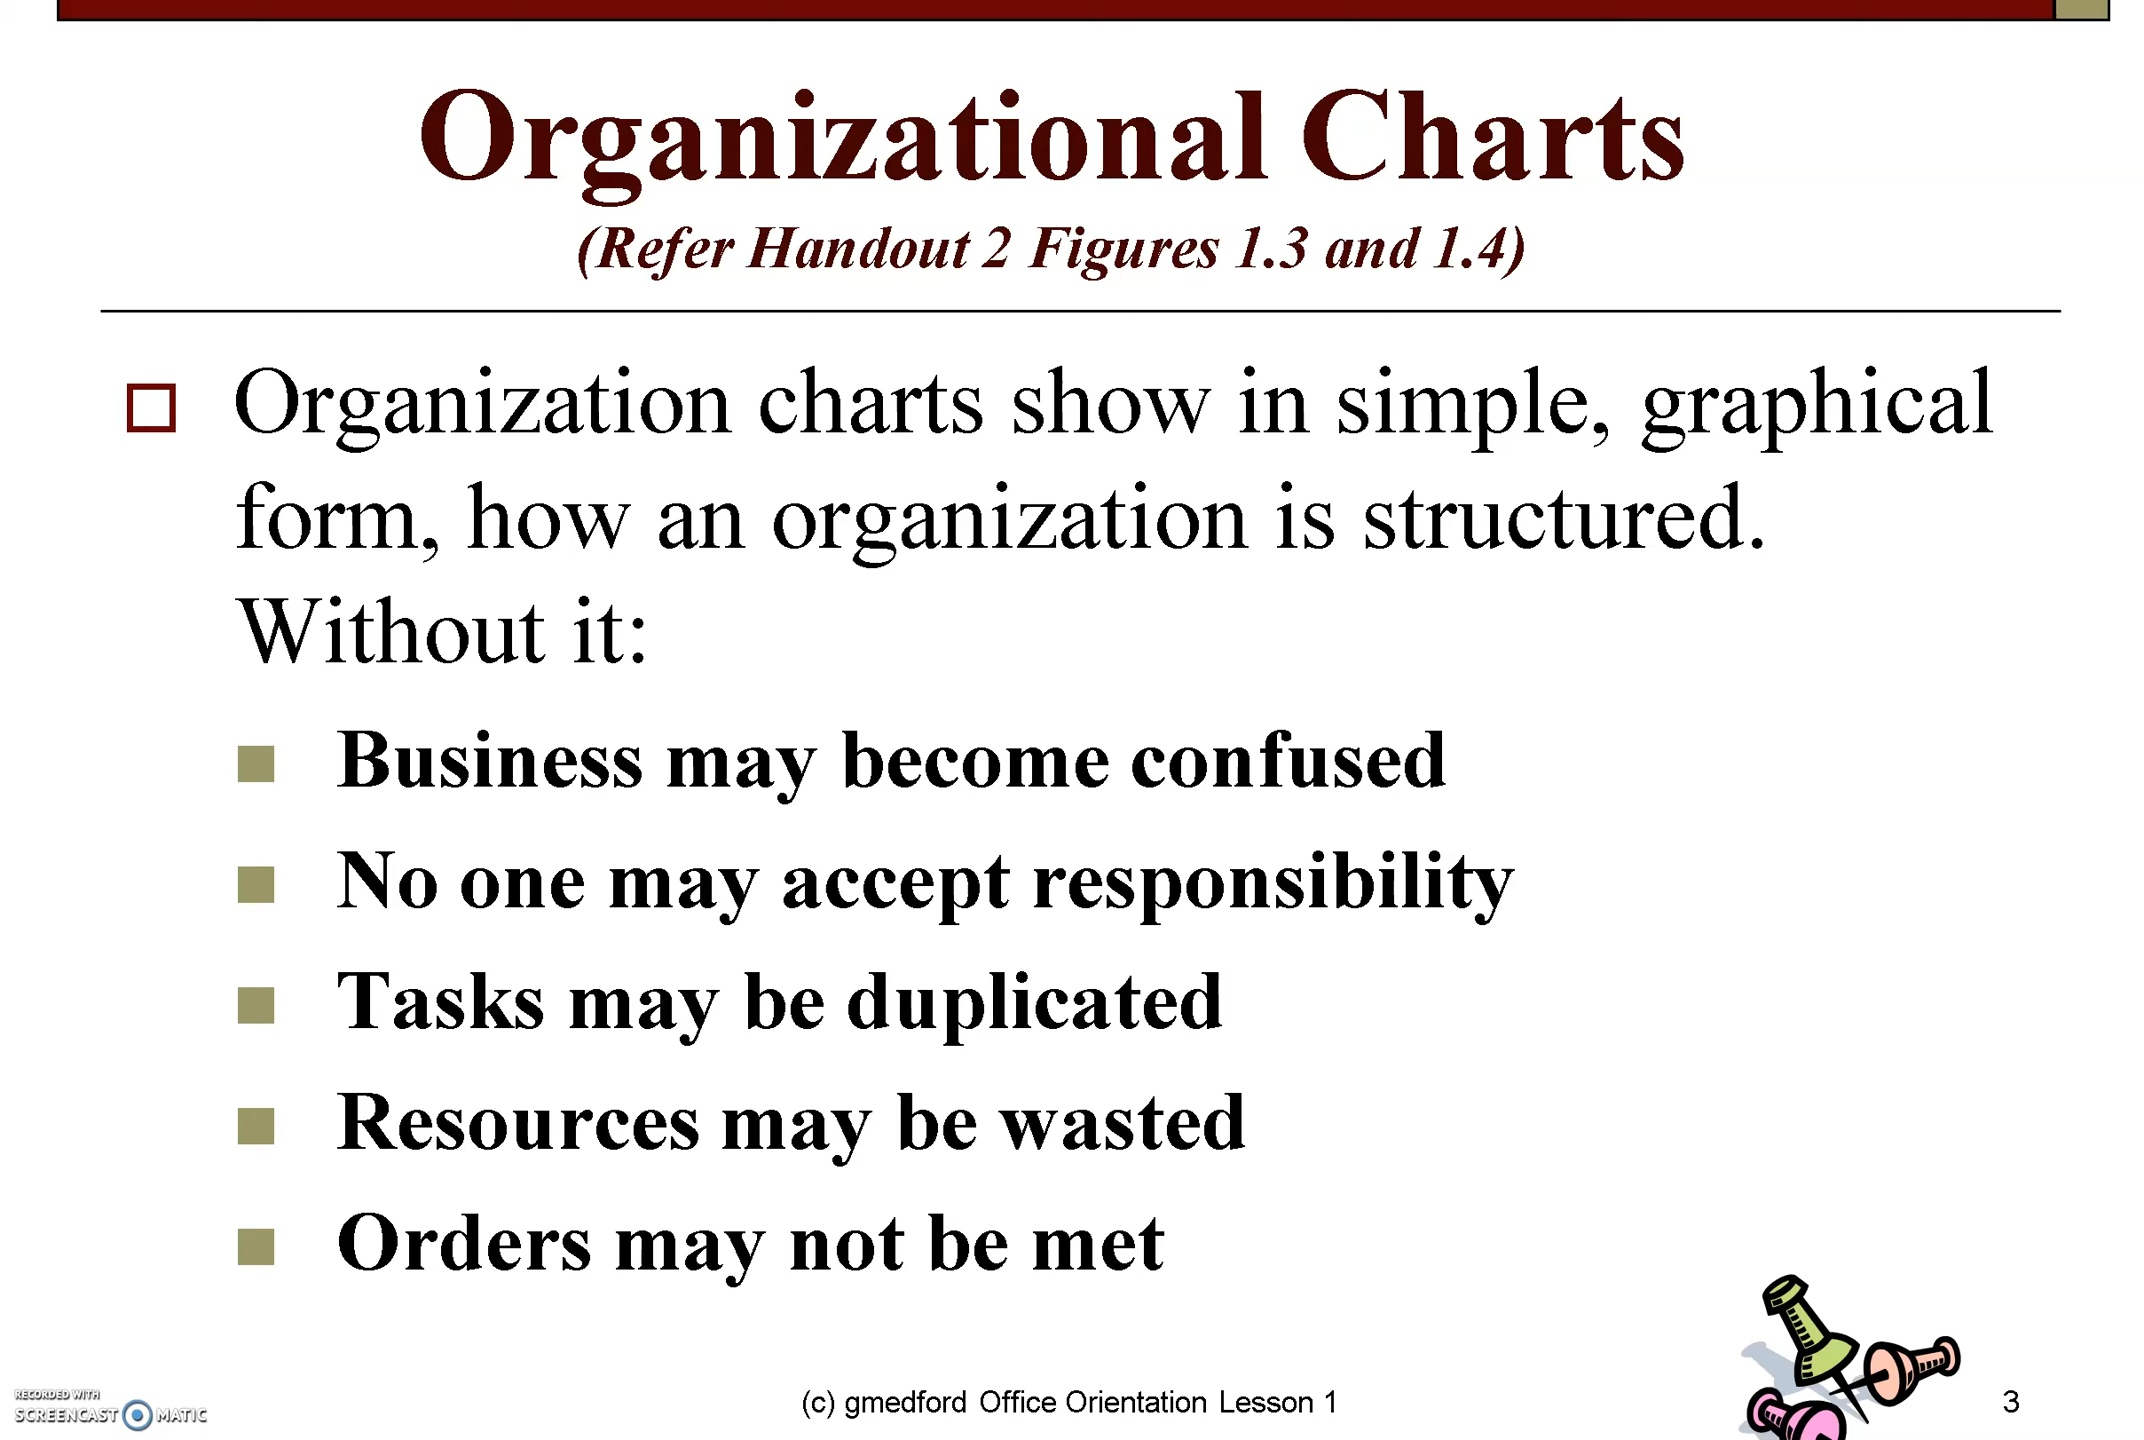 Organizational Charts
(Refer Handout 2 Figures 1.3 and 1.4)
Organization charts show in simple, graphical
form, how an organization is structured.
Without it:
Business may become confused
No one may accept responsibility
Tasks may be duplicated
Resources may be wasted
Orders may not be met
(c) gmedford Office Orientation Lesson 1
3
RECORDED WITH
SCREENCAST MATIC